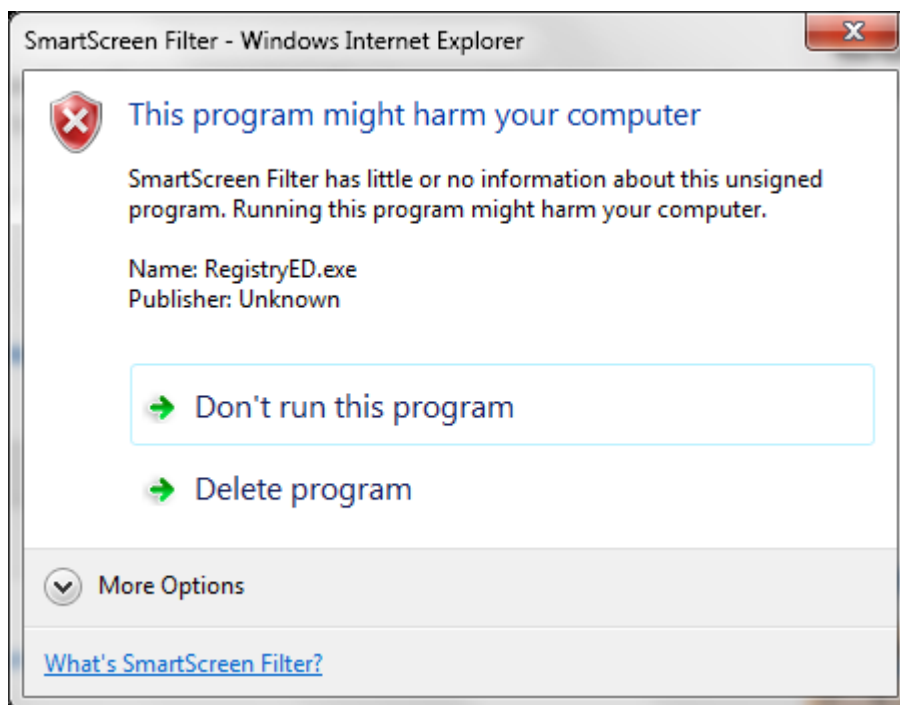 SmartScreen Filter - Windows Internet Explorer
This program might harm your computer
SmartScreen Filter has little or no information about this unsigned
program. Running this program might harm your computer.
Name: RegistryED.exe
Publisher: Unknown
Don't run this program
Delete program
More Options
What's SmartScreen Filter?